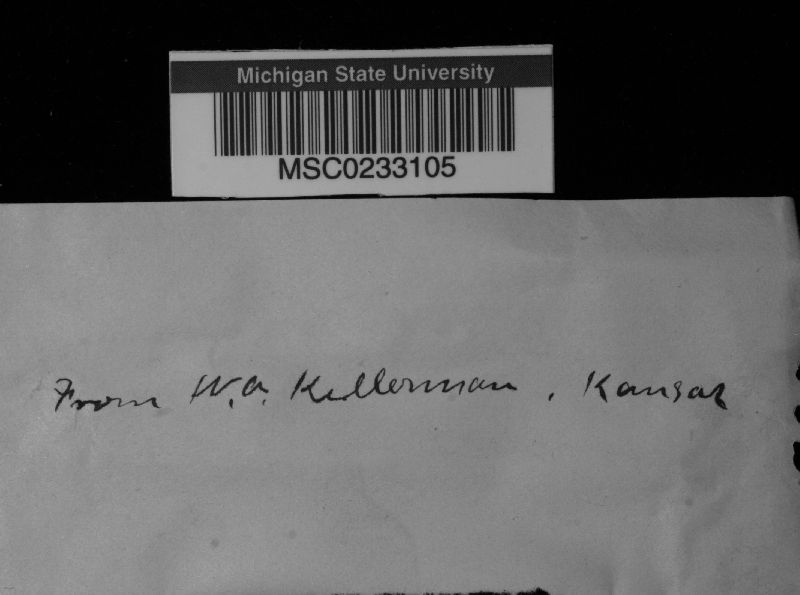 Michigan State University
MSC0233105
From W.A. Kellerman, Kansas